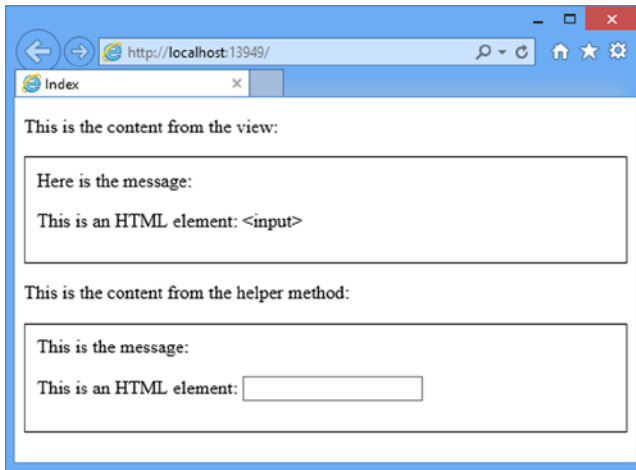 http://localhost:13949/
Index
This is the content from the view:
Here is the message:
This is an HTML element: <input>
This is the content from the helper method:
This is the message:
This is an HTML element: